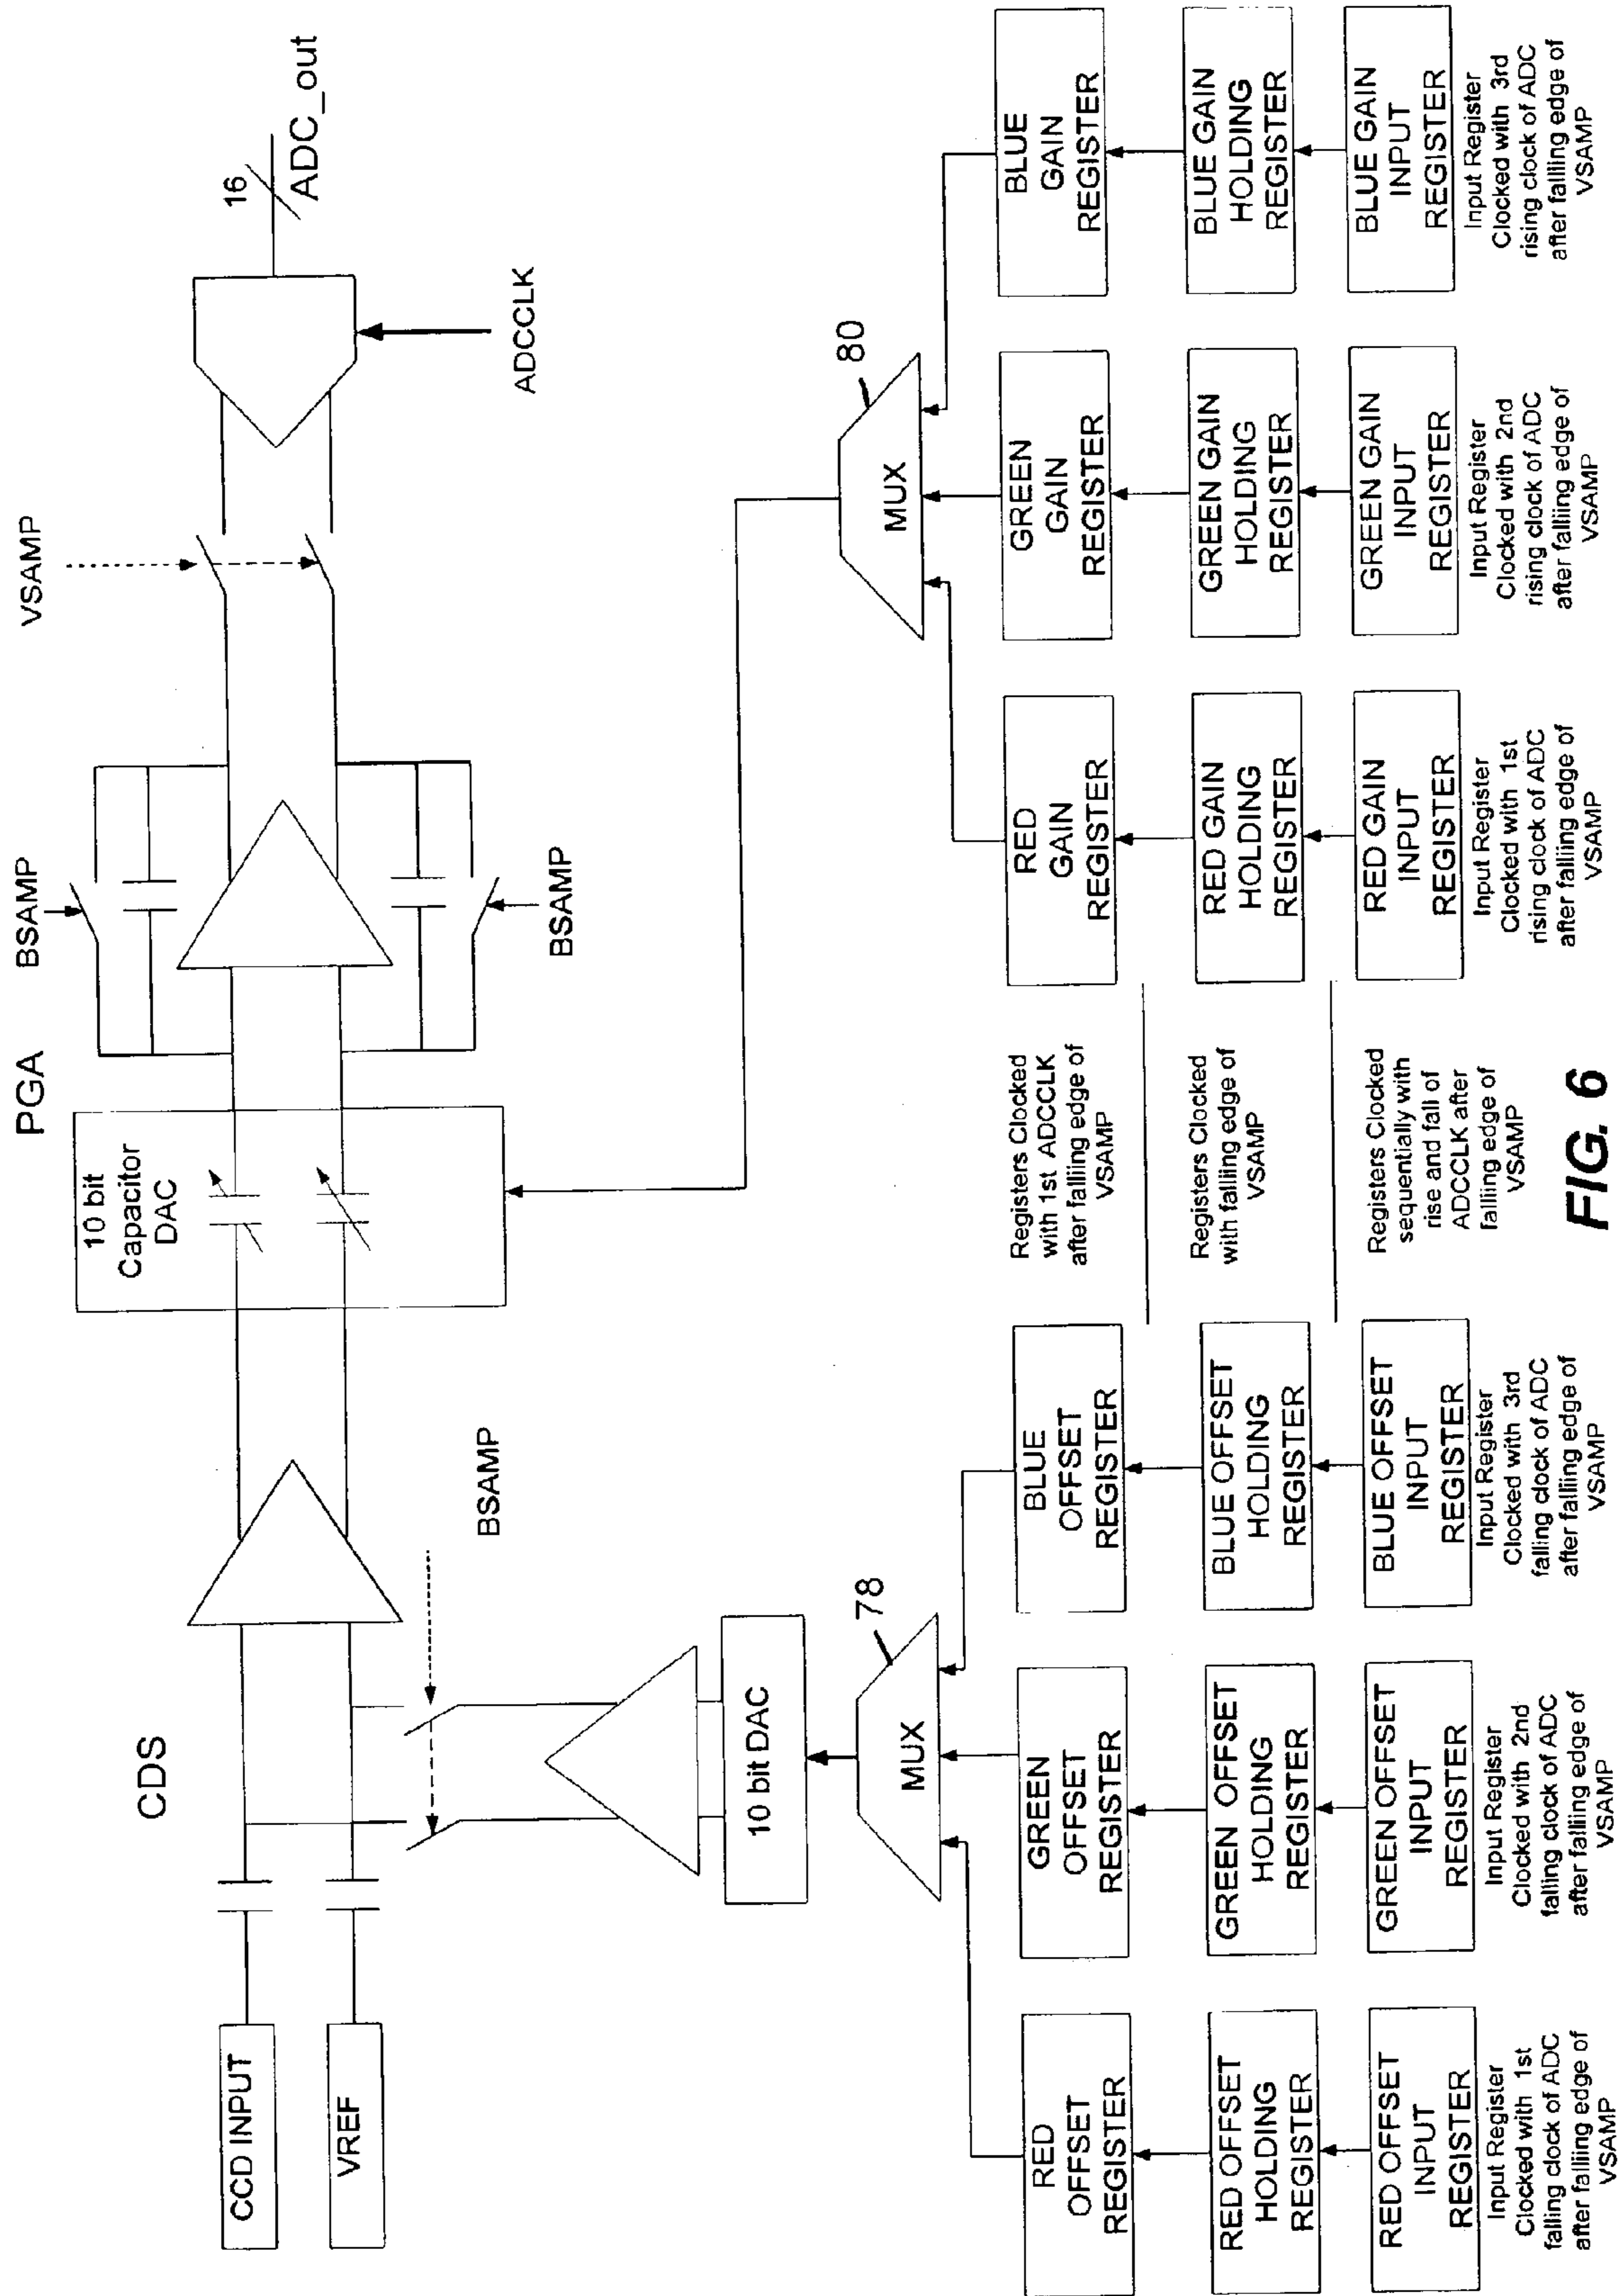 CDS
CCD INPUT
VREF
BSAMP
10 bit DAC
PGA
10 bit
Capacitor
DAC
BSAMP
BSAMP
VSAMP
16
ADC_out
ADCCLK
MUX
78
MUX
80
RED
OFFSET
REGISTER
GREEN
OFFSET
REGISTER
BLUE
OFFSET
REGISTER
Registers Clocked
with 1st ADCCLK
after fallling edge of
VSAMP
RED
GAIN
REGISTER
GREEN
GAIN
REGISTER
BLUE
GAIN
REGISTER
RED OFFSET
HOLDING
REGISTER
GREEN OFFSET
HOLDING
REGISTER
BLUE OFFSET
HOLDING
REGISTER
Registers Clocked
with falling edge of
VSAMP
RED GAIN
HOLDING
REGISTER
GREEN GAIN
HOLDING
REGISTER
BLUE GAIN
HOLDING
REGISTER
RED OFFSET
INPUT
REGISTER
GREEN OFFSET
INPUT
REGISTER
BLUE OFFSET
INPUT
REGISTER
Registers Clocked
sequentially with
rise and fall of
ADCCLK after
fallling edge of
VSAMP
RED GAIN
INPUT
REGISTER
GREEN GAIN
INPUT
REGISTER
BLUE GAIN
INPUT
REGISTER
Input Register
Clocked with 1st
falling clock of ADC
after fallling edge of
VSAMP
Input Register
Clocked with 2nd
falling clock of ADC
after fallling edge of
VSAMP
Input Register
Clocked with 3rd
falling clock of ADC
after fallling edge of
VSAMP
Input Register
Clocked with 1st
rising clock of ADC
after fallling edge of
VSAMP
Input Register
Clocked with 2nd
rising clock of ADC
after fallling edge of
VSAMP
Input Register
Clocked with 3rd
rising clock of ADC
after fallling edge of
VSAMP
FIG. 6